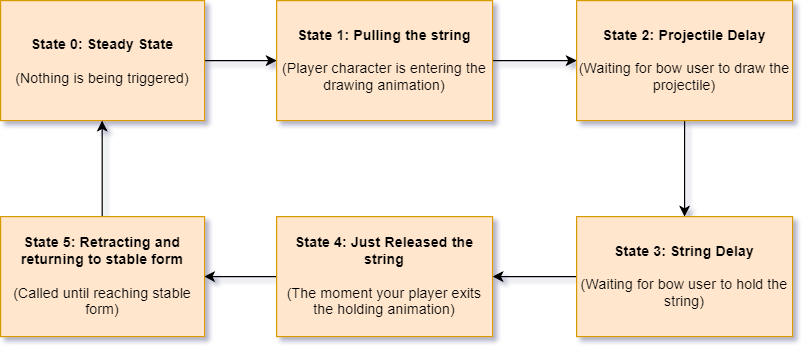 State 0: Steady State
(Nothing is being triggered)
State 1: Pulling the string
(Player character is entering the
drawing animation)
State 2: Projectile Delay
(Waiting for bow user to draw the
projectile)
State 5: Retracting and
returning to stable form
(Called until reaching stable
form)
State 4: Just Released the
string
(The moment your player exits
the holding animation)
State 3: String Delay
(Waiting for bow user to hold the
string)